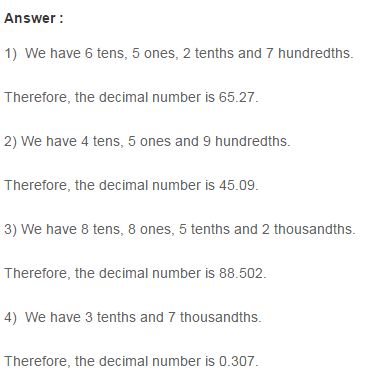 Answer :
1)  We have 6 tens, 5 ones, 2 tenths and 7 hundredths.
Therefore, the decimal number is 65.27.
2) We have 4 tens, 5 ones and 9 hundredths.
Therefore, the decimal number is 45.09.
3) We have 8 tens, 8 ones, 5 tenths and 2 thousandths.
Therefore, the decimal number is 88.502.
4)  We have 3 tenths and 7 thousandths.
Therefore, the decimal number is 0.307.